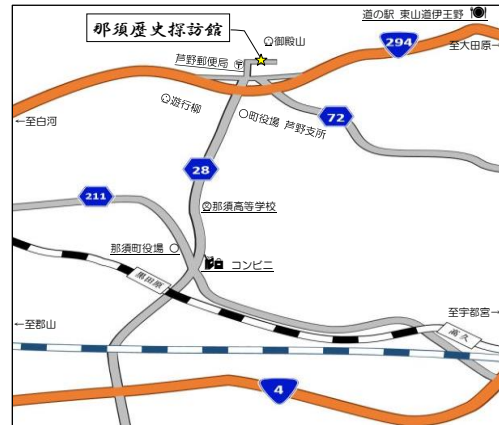 道の駅 東山道伊王野
那須歴史探訪館
御殿山
294
至大田原→
芦野郵便局
遊行柳
町役場 芦野支所
←至白河
72
28
211
那須高等学校
那須町役場
コンビニ
黒田原
至宇都宮→
←至郡山
高久
4